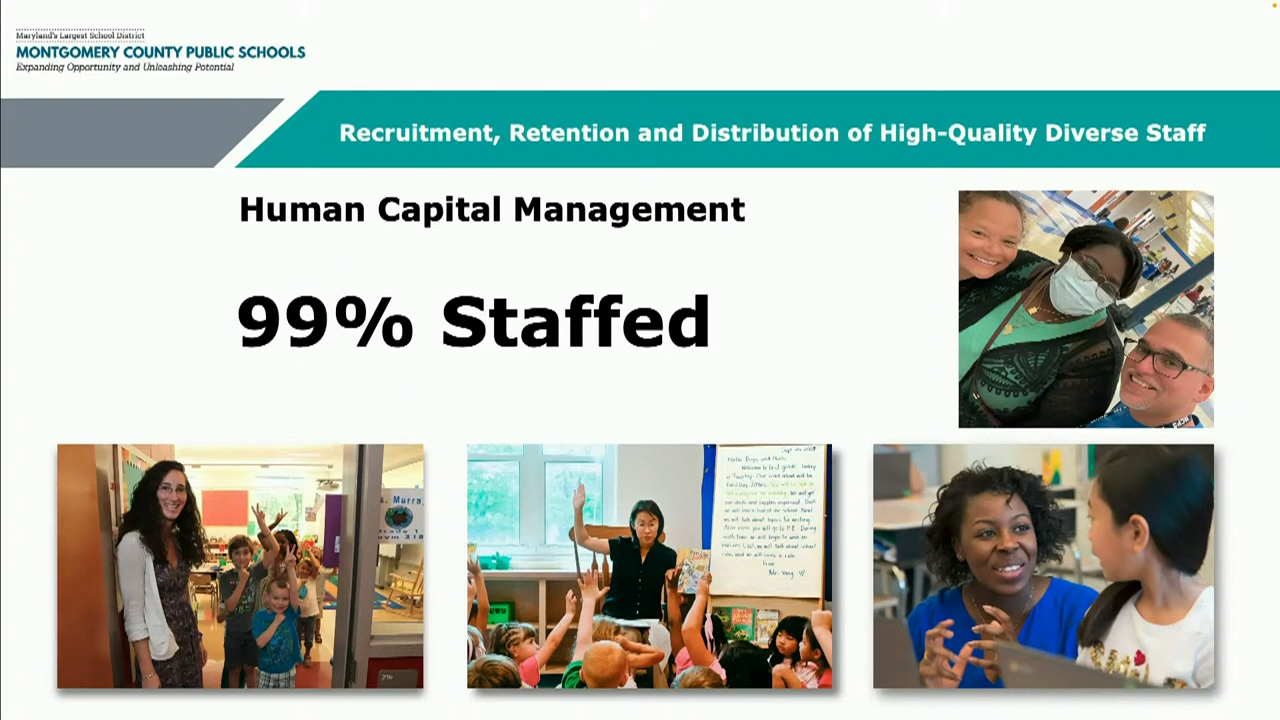 Maryland's Largest School District
MONTGOMERY COUNTY PUBLIC SCHOOLS
Expanding Opportunity and Unleashing Potential
Recruitment, Retention and Distribution of High-Quality Diverse Staff
Human Capital Management
99% Staffed
Murra